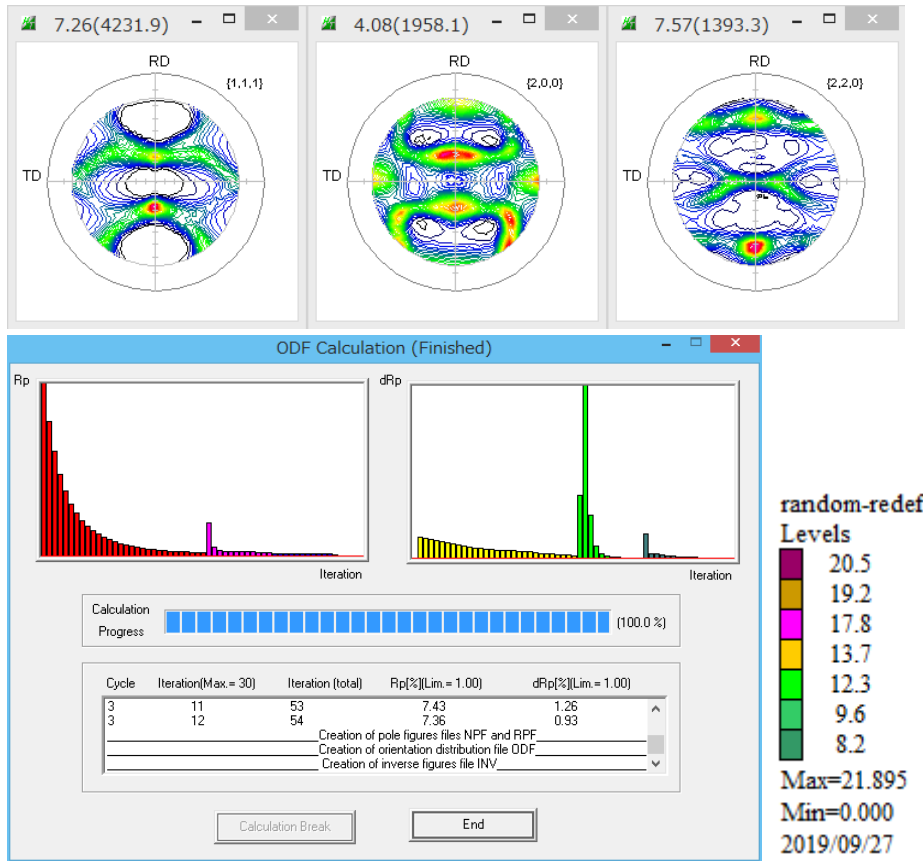 7.26(4231.9)
4.08(1958.1)
7.57(1393.3)
RD
{1,1,1}
TD
RD
{2,0,0}
TD
RD
{2,2,0}
TD
ODF Calculation (Finished)
Rp
Iteration
dRp
Iteration
Calculation
Progress
(100.0 %)
Cycle Iteration(Max.= 30) Iteration (total) Rp[%](Lim.= 1.00) dRp[%](Lim.= 1.00)
3 11 53 7.43 1.26
3 12 54 7.36 0.93
Creation of pole figures files NPF and RPF
Creation of orientation distribution file ODF
Creation of inverse figures file INV
Calculation Break
End
random-redef
Levels
20.5
19.2
17.8
13.7
12.3
9.6
8.2
Max=21.895
Min=0.000
2019/09/27